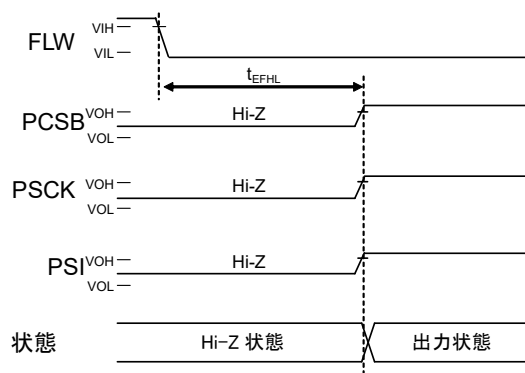 FLW
VIH
VIL
tEFHL
PCSB
VOH
VOL
Hi-Z
PSCK
VOH
VOL
Hi-Z
PSI
VOH
VOL
Hi-Z
状態
Hi-Z 状態
出力状態